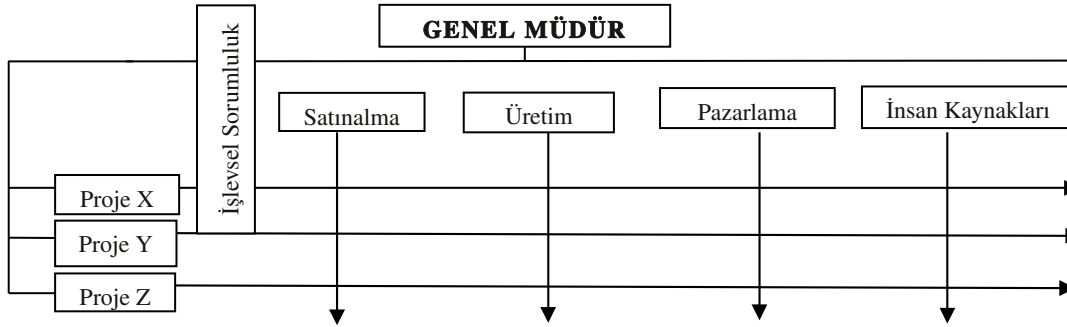 GENEL MÜDÜR
İşlevsel Sorumluluk
Satınalma
Üretim
Pazarlama
İnsan Kaynakları
Proje X
Proje Y
Proje Z